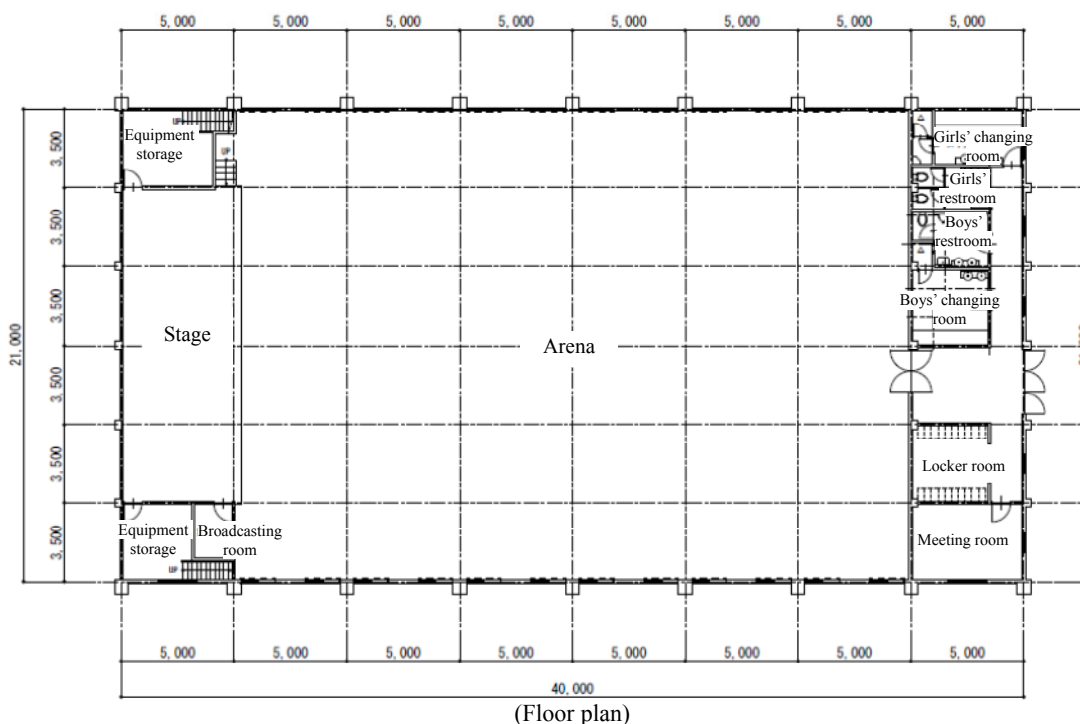 5,000 5,000 5,000 5,000 5,000 5,000 5,000 5,000
UP
Equipment
storage
UP
Girls' changing
room
Girls'
restroom
Boys'
restroom
Boys' changing
room
3,500
3,500
3,500
3,500
3,500
3,500
21,000
Stage
Arena
Locker room
Equipment
storage
Broadcasting
room
UP
Meeting room
5,000 5,000 5,000 5,000 5,000 5,000 5,000 5,000
40,000
(Floor plan)